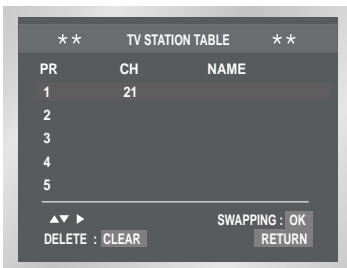 ** TV STATION TABLE **
PR CH NAME
1 21
2
3
4
5
▲▼ ▶ SWAPPING : OK
DELETE : CLEAR RETURN